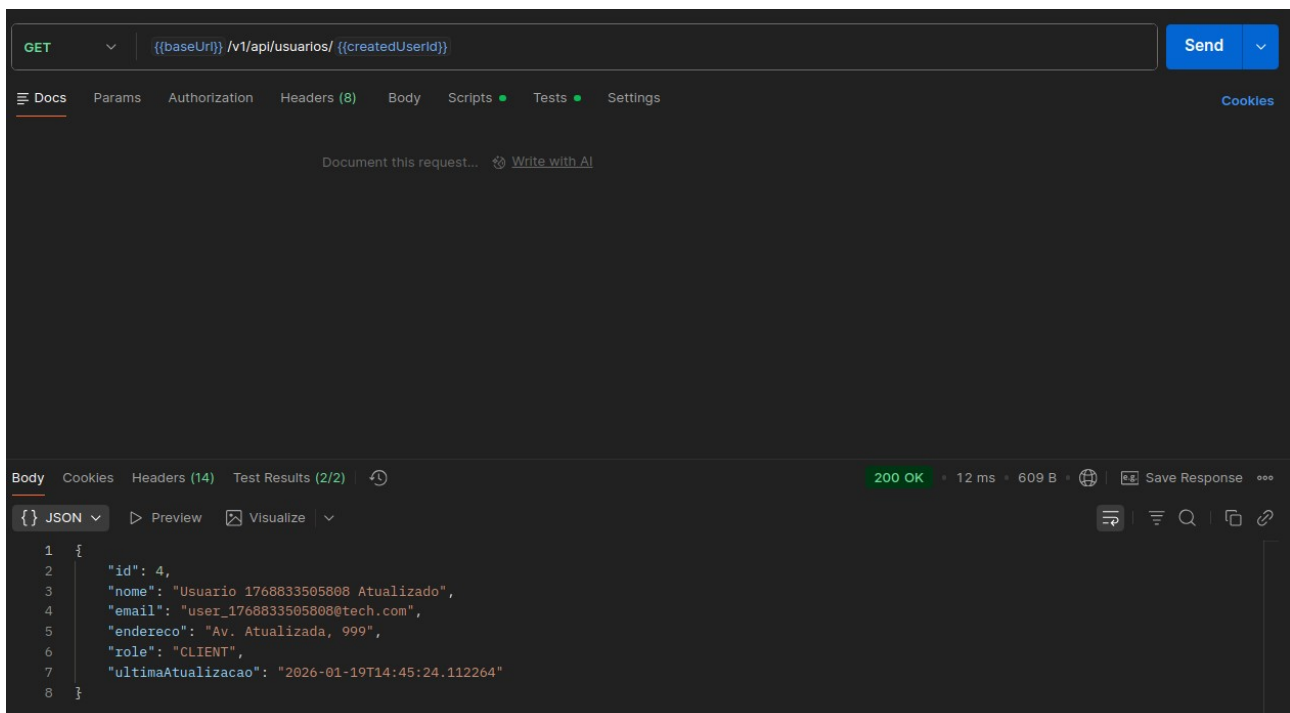 GET {{baseUrl}} /v1/api/usuarios/ {{createdUserId}} Send
Docs Params Authorization Headers (8) Body Scripts Tests Settings Cookies
Document this request... Write with AI
Body Cookies Headers (14) Test Results (2/2) 200 OK 12 ms 609 B e.g. Save Response
{} JSON Preview Visualize
1 {
2 "id": 4,
3 "nome": "Usuario 1768833505808 Atualizado",
4 "email": "user_1768833505808@tech.com",
5 "endereco": "Av. Atualizada, 999",
6 "role": "CLIENT",
7 "ultimaAtualizacao": "2026-01-19T14:45:24.112264"
8 }